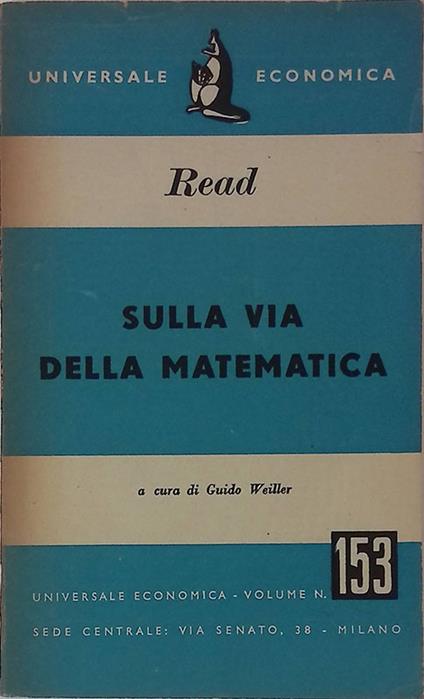 UNIVERSALE ECONOMICA
Read
SULLA VIA
DELLA MATEMATICA
a cura di Guido Weiller
UNIVERSALE ECONOMICA - VOLUME N. 153
SEDE CENTRALE: VIA SENATO, 38 - MILANO